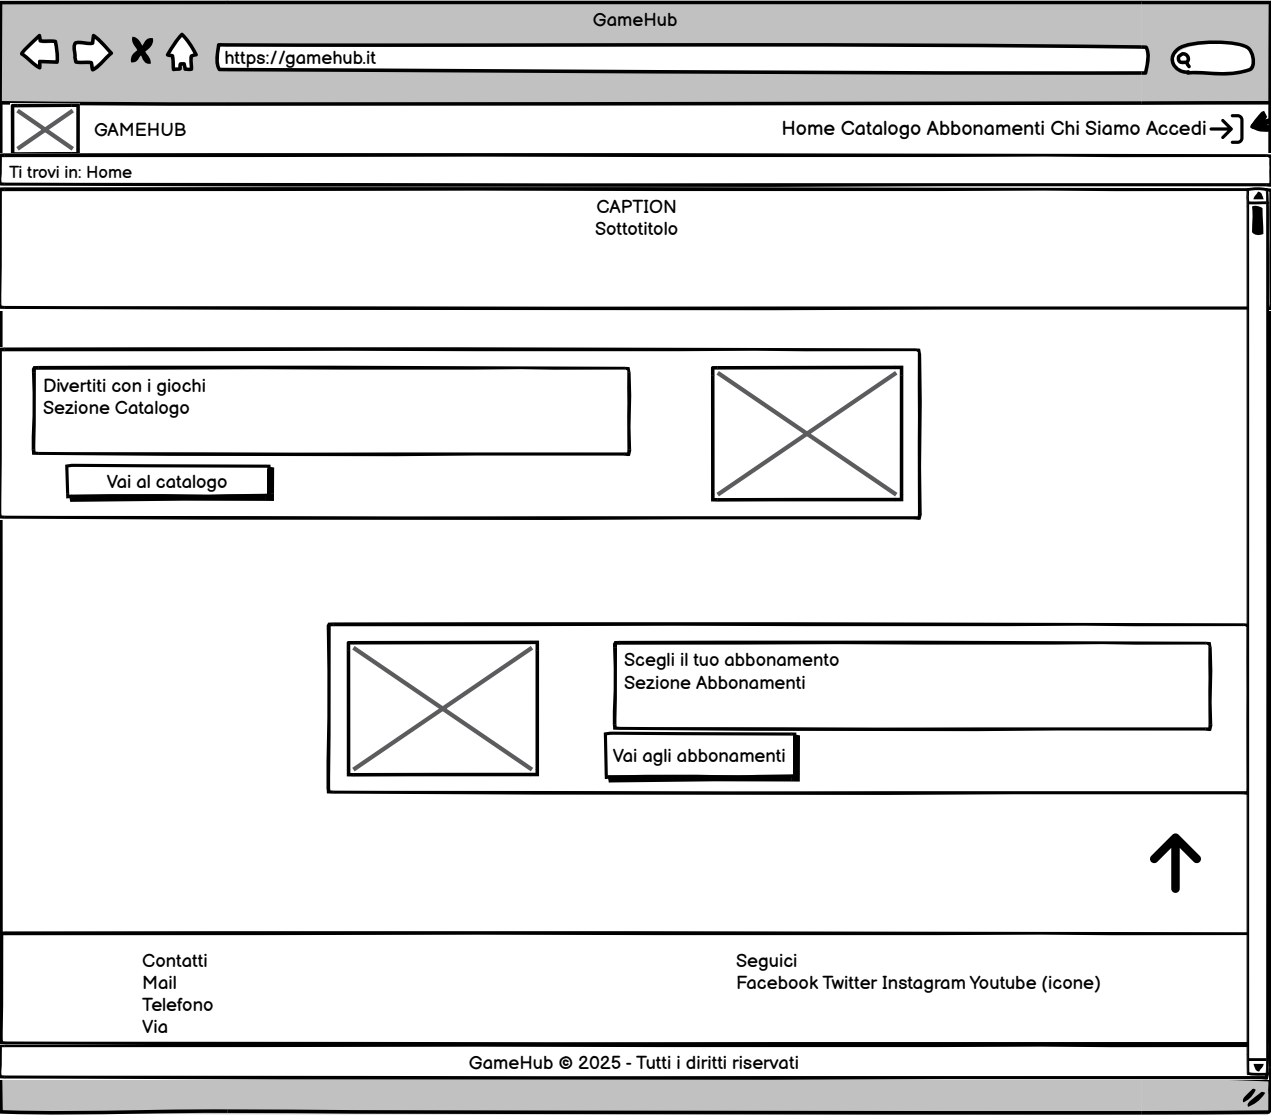 GameHub
https://gamehub.it
GAMEHUB
Home Catalogo Abbonamenti Chi Siamo Accedi
Ti trovi in: Home
CAPTION
Sottotitolo
Divertiti con i giochi
Sezione Catalogo
Vai al catalogo
Scegli il tuo abbonamento
Sezione Abbonamenti
Vai agli abbonamenti
Contatti
Mail
Telefono
Via
Seguici
Facebook Twitter Instagram Youtube (icone)
GameHub © 2025 - Tutti i diritti riservati